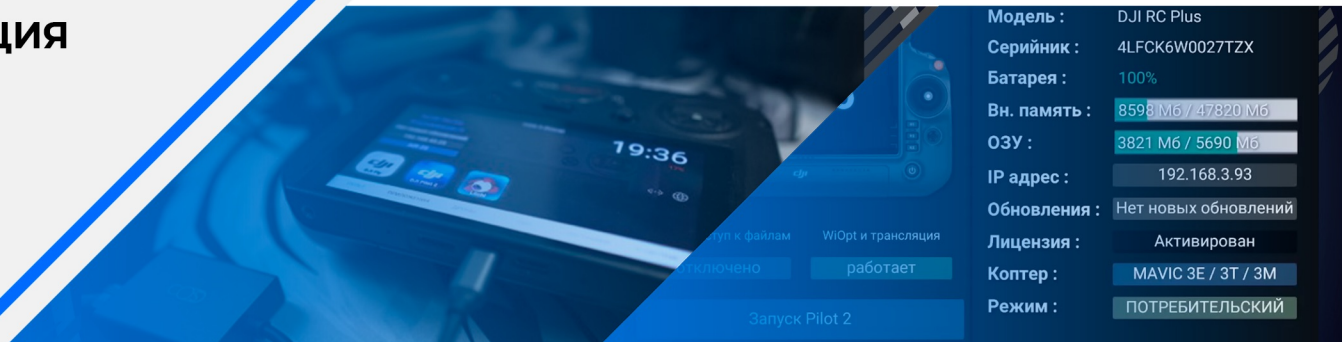 ция
19:36
туп к файлам
WiOpt и трансляция
отключено
работает
Запуск Pilot 2
Модель :
DJI RC Plus
Серийник :
4LFCK6W0027TZX
Батарея :
100%
Вн. память :
8598 Мб / 47820 Мб
ОЗУ :
3821 Мб / 5690 Мб
IP адрес :
192.168.3.93
Обновления :
Нет новых обновлений
Лицензия :
Активирован
Коптер :
MAVIC 3E / 3T / 3M
Режим :
ПОТРЕБИТЕЛЬСКИЙ